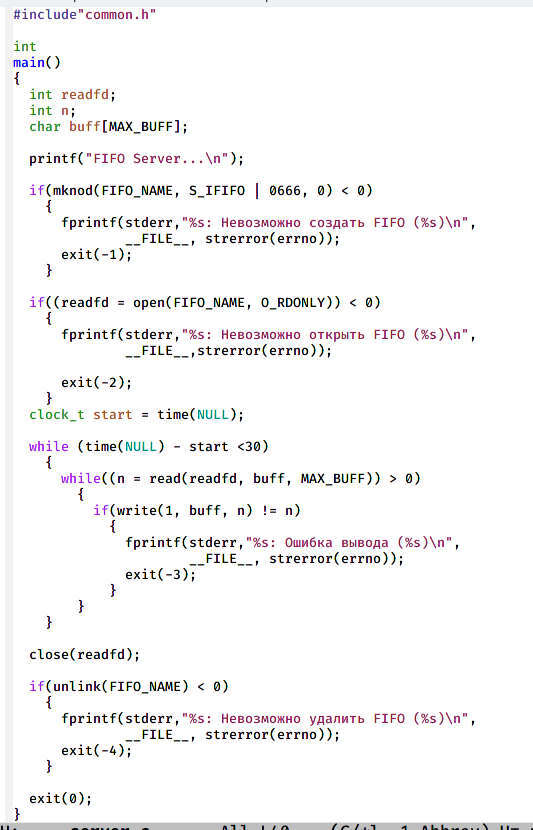 #include"common.h"
int
main()
{
int readfd;
int n;
char buff[MAX_BUFF];
printf("FIFO Server...\n");
if(mknod(FIFO_NAME, S_IFIFO | 0666, 0) < 0)
{
fprintf(stderr,"%s: Невозможно создать FIFO (%s)\n",
__FILE__, strerror(errno));
exit(-1);
}
if((readfd = open(FIFO_NAME, O_RDONLY)) < 0)
{
fprintf(stderr,"%s: Невозможно открыть FIFO (%s)\n",
__FILE__,strerror(errno));
exit(-2);
}
clock_t start = time(NULL);
while (time(NULL) - start <30)
{
while((n = read(readfd, buff, MAX_BUFF)) > 0)
{
if(write(1, buff, n) != n)
{
fprintf(stderr,"%s: Ошибка вывода (%s)\n",
__FILE__, strerror(errno));
exit(-3);
}
}
}
close(readfd);
if(unlink(FIFO_NAME) < 0)
{
fprintf(stderr,"%s: Невозможно удалить FIFO (%s)\n",
__FILE__, strerror(errno));
exit(-4);
}
exit(0);
}